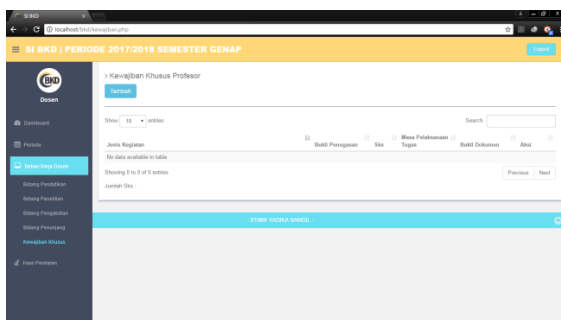 SI BKD
localhost/bkd/kewajiban.php
SI BKD | PERIODE 2017/2018 SEMESTER GENAP
Logout
BKD
Dosen
Dashboard
Periode
Beban Kerja Dosen
Bidang Pendidikan
Bidang Penelitian
Bidang Pengabdian
Bidang Penunjang
Kewajiban Khusus
Hasil Penilaian
› Kewajiban Khusus Profesor
Tambah
Show 10 entries
Search:
Jenis Kegiatan Bukti Penugasan Sks Masa Pelaksanaan Tugas Bukti Dokumen Aksi
No data available in table
Showing 0 to 0 of 0 entries
Previous Next
Jumlah Sks :
- STMIK YADIKA BANGIL -